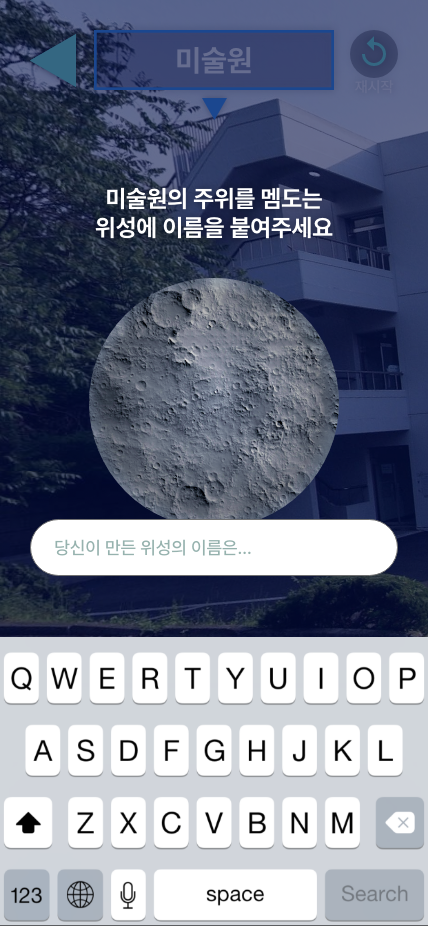 미술원
재시작
미술원의 주위를 멤도는
위성에 이름을 붙여주세요
당신이 만든 위성의 이름은...
Q W E R T Y U I O P
A S D F G H J K L
Z X C V B N M
123 space Search